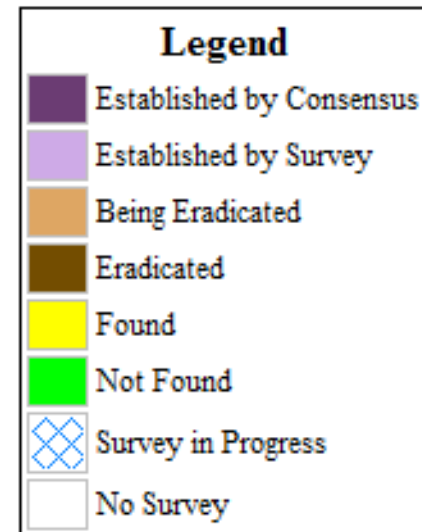 Legend
Established by Consensus
Established by Survey
Being Eradicated
Eradicated
Found
Not Found
Survey in Progress
No Survey